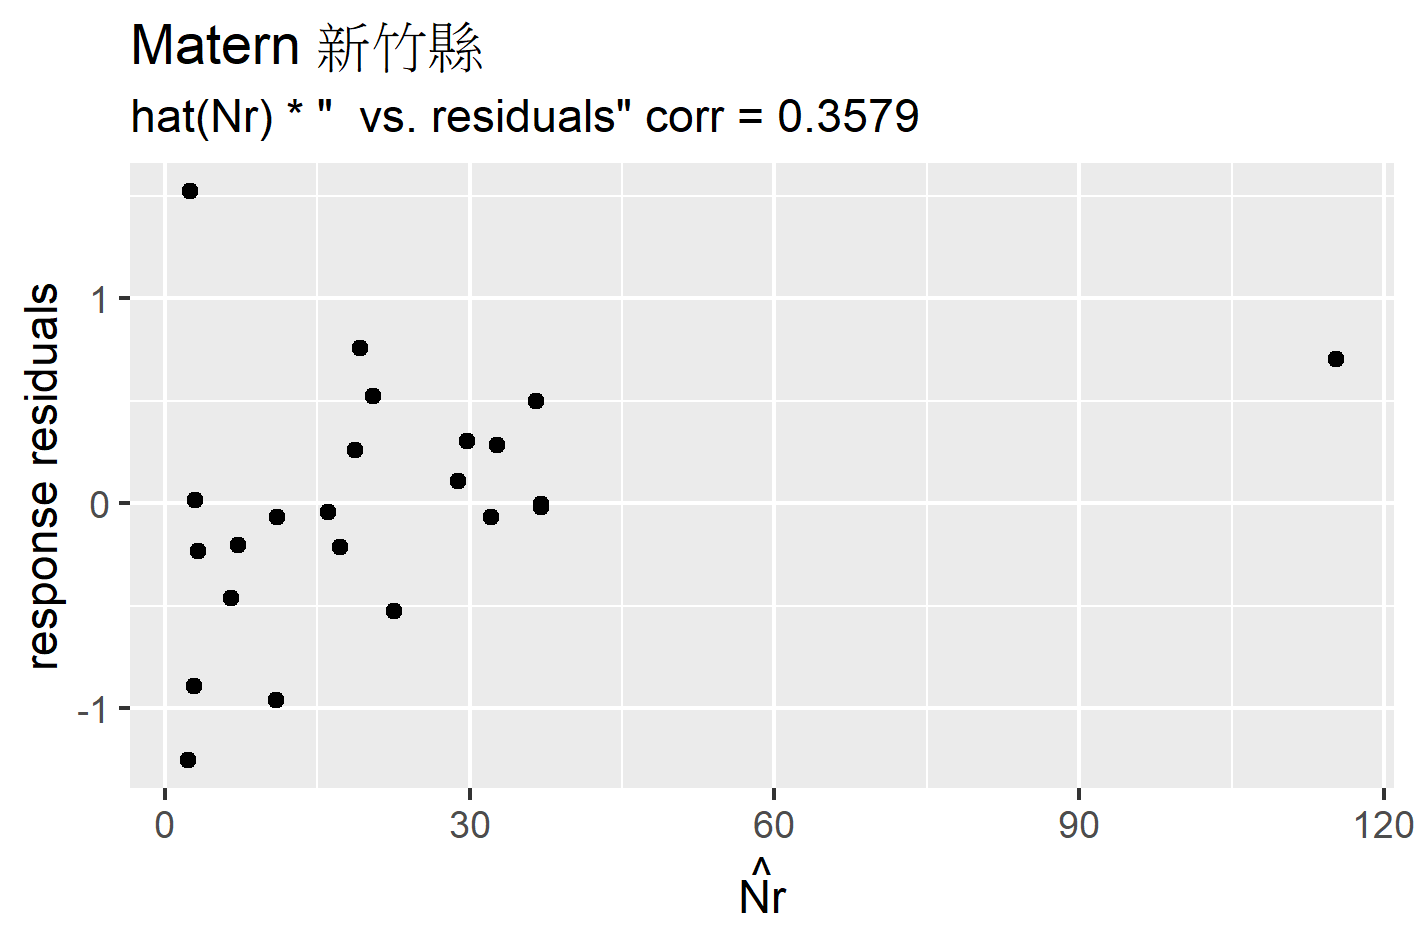 Matern 新竹縣
hat(Nr) * "  vs. residuals" corr = 0.3579
response residuals
1
0
-1
0 30 60 90 120
N̂r